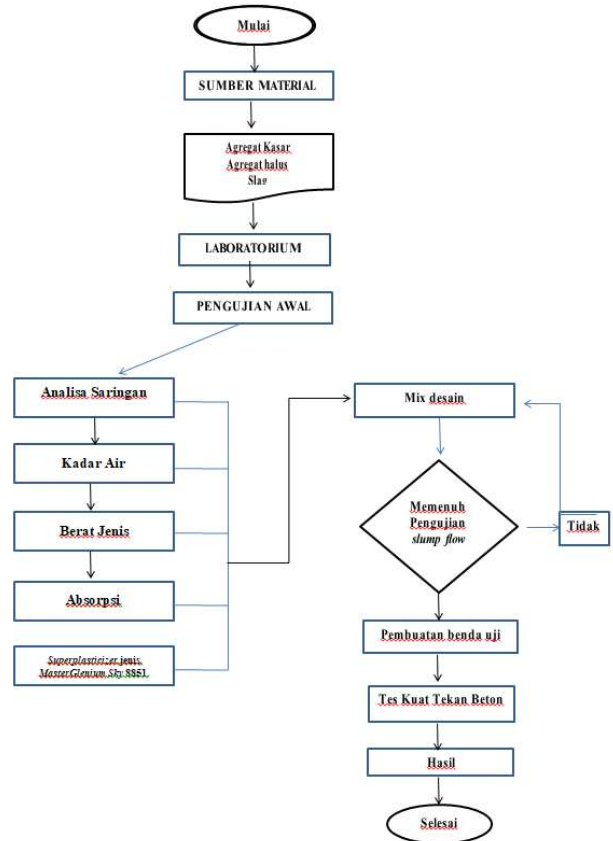 Mulai
SUMBER MATERIAL
Agregat Kasar
Agregat halus
Slag
LABORATORIUM
PENGUJIAN AWAL
Analisa Saringan
Kadar Air
Berat Jenis
Absorpsi
Superplasticizer jenis
MasterGlenium Sky 8851
Mix desain
Memenuh
Pengujian
slump flow
Tidak
Pembuatan benda uji
Tes Kuat Tekan Beton
Hasil
Selesai